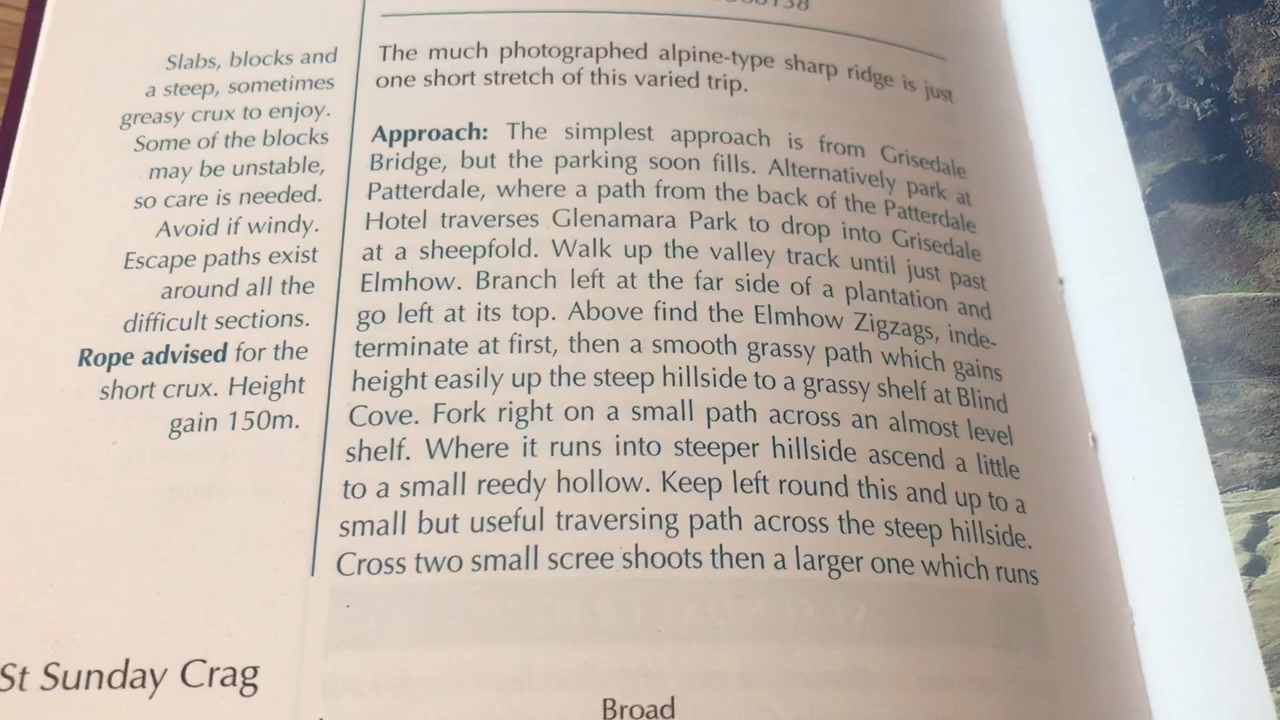 Slabs, blocks and
a steep, sometimes
greasy crux to enjoy.
Some of the blocks
may be unstable,
so care is needed.
Avoid if windy.
Escape paths exist
around all the
difficult sections.
Rope advised for the
short crux. Height
gain 150m.
The much photographed alpine-type sharp ridge is just
one short stretch of this varied trip.
Approach: The simplest approach is from Grisedale
Bridge, but the parking soon fills. Alternatively park at
Patterdale, where a path from the back of the Patterdale
Hotel traverses Glenamara Park to drop into Grisedale
at a sheepfold. Walk up the valley track until just past
Elmhow. Branch left at the far side of a plantation and
go left at its top. Above find the Elmhow Zigzags, inde-
terminate at first, then a smooth grassy path which gains
height easily up the steep hillside to a grassy shelf at Blind
Cove. Fork right on a small path across an almost level
shelf. Where it runs into steeper hillside ascend a little
to a small reedy hollow. Keep left round this and up to a
small but useful traversing path across the steep hillside.
Cross two small scree shoots then a larger one which runs
St Sunday Crag
Broad